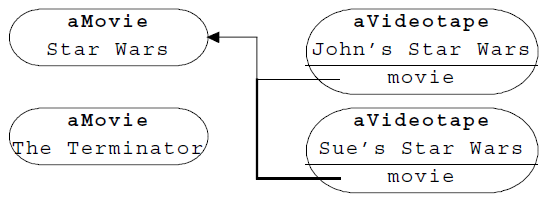 aMovie
Star Wars
aVideotape
John's Star Wars
movie
aMovie
The Terminator
aVideotape
Sue's Star Wars
movie